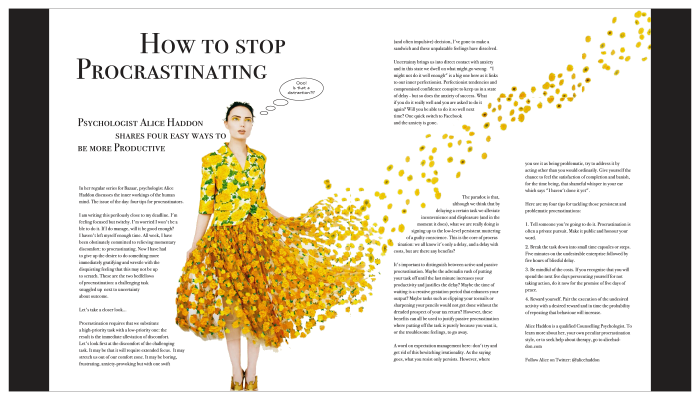 How to stop
Procrastinating
Psychologist Alice Haddon
shares four easy ways to
be more Productive
In her regular series for Bazaar, psychologist Alice
Haddon discusses the inner workings of the human
mind. The issue of the day: four tips for procrastinators.
I am writing this perilously close to my deadline. I'm
feeling focused but twitchy. I'm worried I won't be a
ble to do it. If I do manage, will it be good enough?
I haven't left myself enough time. All week, I have
been obstinately committed to relieving momentary
discomfort: to procrastinating. Now I have had
to give up the desire to do something more
immediately gratifying and wrestle with the
disquieting feeling that this may not be up
to scratch. These are the two bedfellows
of procrastination: a challenging task
snuggled up next to uncertainty
about outcome.
Let's take a closer look...
Procrastination requires that we substitute
a high-priority task with a low-priority one: the
result is the immediate alleviation of discomfort.
Let's look first at the discomfort of the challenging
task. It may be that it will require extended focus. It may
stretch us out of our comfort zone. It may be boring,
frustrating, anxiety-provoking but with our swift
(and often impulsive) decision, I've gone to make a
sandwich and these unpalatable feelings have dissolved.
Uncertainty brings us into direct contact with anxiety
and in this state we dwell on what might go wrong. "I
might not do it well enough" is a big one here as it links
to our inner perfectionist. Perfectionist tendencies and
compromised confidence conspire to keep us in a state
of delay - but so does the anxiety of success. What
if you do it really well and you are asked to do it
again? Will you be able to do it so well next
time? One quick switch to Facebook
and the anxiety is gone.
The paradox is that,
although we think that by
delaying a certain task we alleviate
inconvenience and displeasure (and in the
moment it does), what we are really doing is
signing up to the low-level persistent muttering
of a guilty conscience. This is the core of procras
tination: we all know it's only a delay, and a delay with
costs, but are there any benefits?
It's important to distinguish between active and passive
procrastination. Maybe the adrenalin rush of putting
your task off until the last minute increases your
productivity and justifies the delay? Maybe the time of
waiting is a creative gestation period that enhances your
output? Maybe tasks such as clipping your toenails or
sharpening your pencils would not get done without the
dreaded prospect of your tax return? However, these
benefits can all be used to justify passive procrastination
where putting off the task is purely because you want it,
or the troublesome feelings, to go away.
A word on expectation management here: don't try and
get rid of this bewitching irrationality. As the saying
goes, what you resist only persists. However, where
you see it as being problematic, try to address it by
acting other than you would ordinarily. Give yourself the
chance to feel the satisfaction of completion and banish,
for the time being, that shameful whisper in your ear
which says "I haven't done it yet".
Here are my four tips for tackling those persistent and
problematic procrastinations:
1. Tell someone you're going to do it. Procrastination is
often a private pursuit. Make it public and honour your
word.
2. Break the task down into small time capsules or steps.
Five minutes on the undesirable enterprise followed by
five hours of blissful delay.
3. Be mindful of the costs. If you recognise that you will
spend the next five days persecuting yourself for not
taking action, do it now for the promise of five days of
peace.
4. Reward yourself. Pair the execution of the undesired
activity with a desired reward and in time the probability
of repeating that behaviour will increase.
Alice Haddon is a qualified Counselling Psychologist. To
learn more about her, your own peculiar procrastination
style, or to seek help about therapy, go to alicehad-
don.com
Follow Alice on Twitter: @alicehaddon